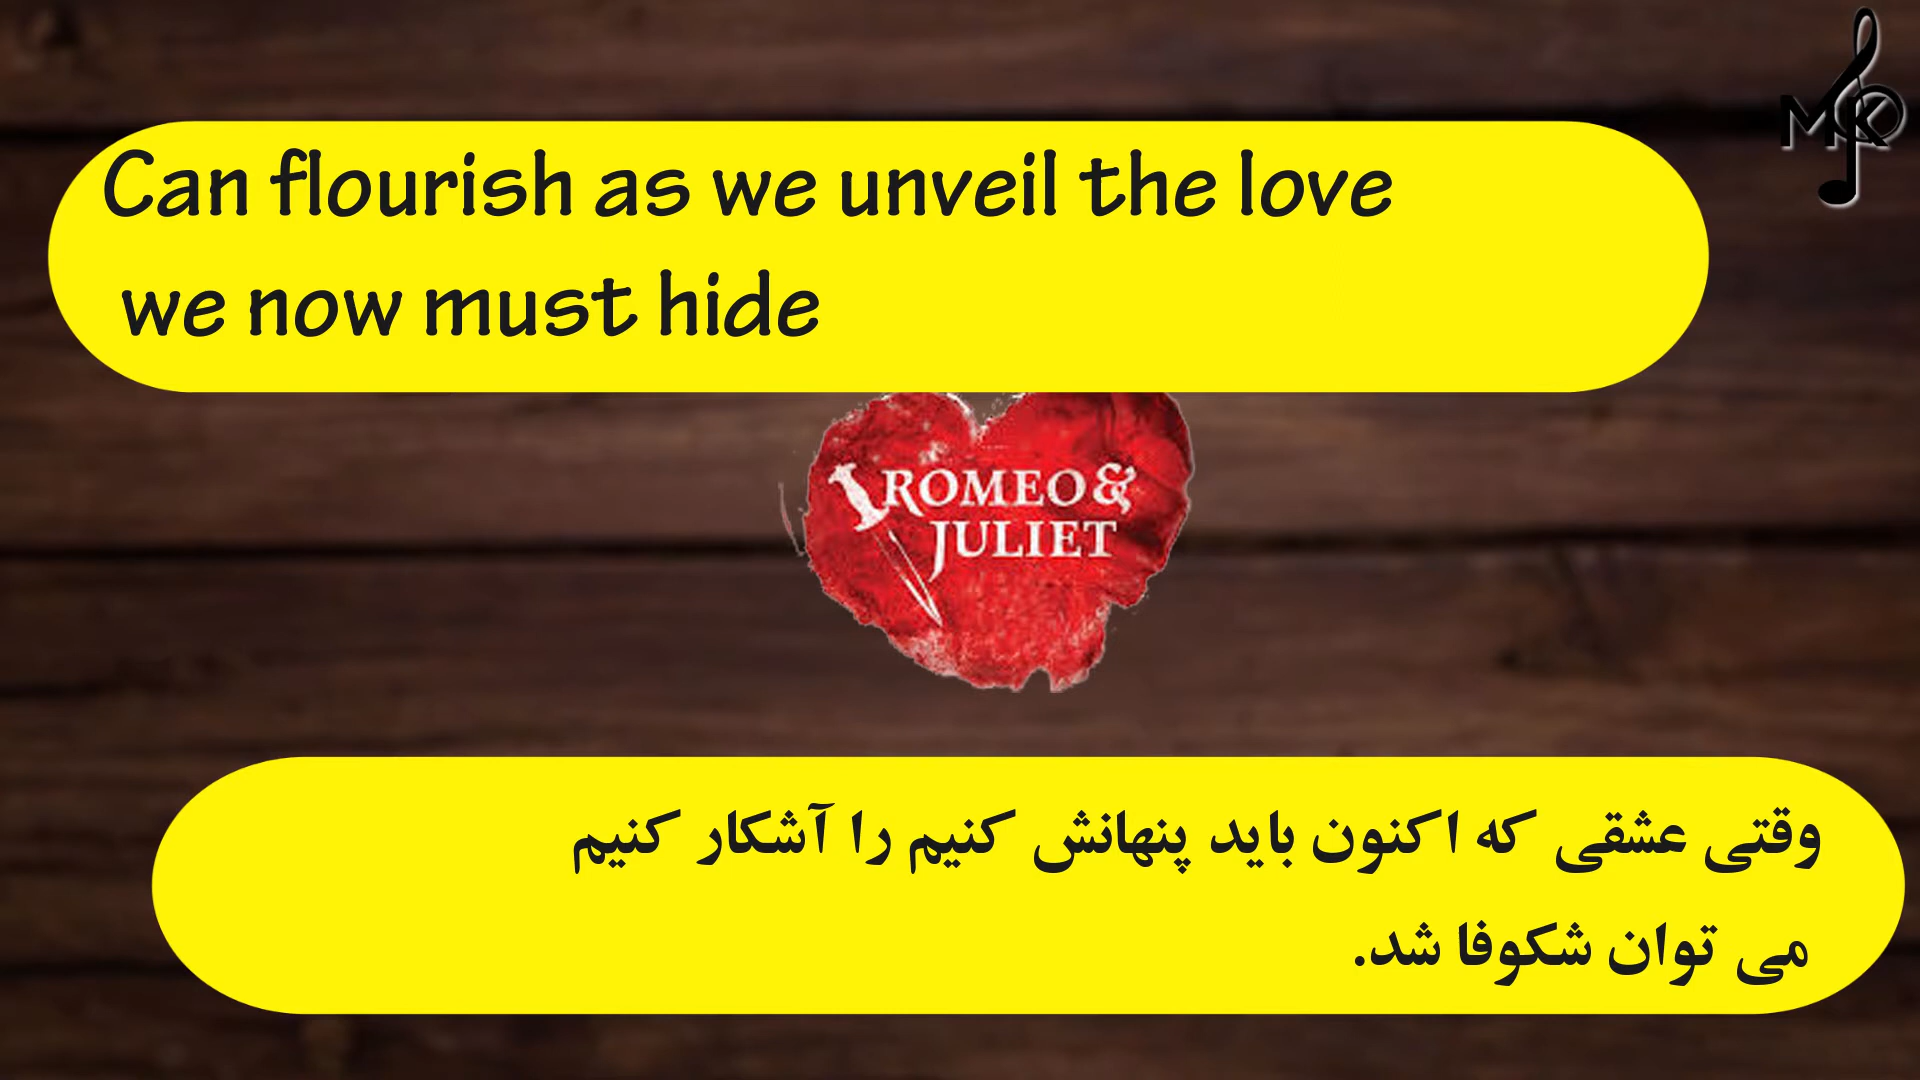 MKO
Can flourish as we unveil the love
we now must hide
ROMEO &
JULIET
وقتی عشقی که اکنون باید پنهانش کنیم را آشکار کنیم
می توان شکوفا شد.